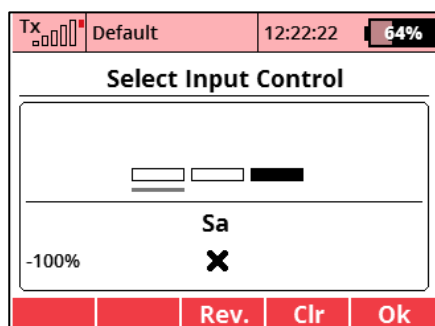 Tx Default 12:22:22 64%
Select Input Control
Sa
-100%
Rev. Clr Ok